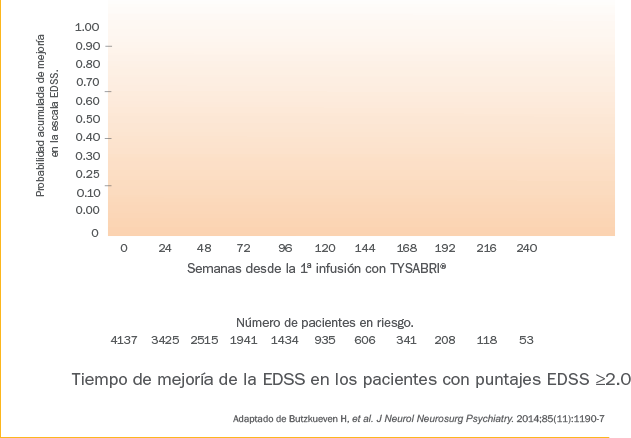 Probabilidad acumulada de mejoría
en la escala EDSS.
1.00
0.90
0.80
0.70
0.60
0.50
0.40
0.30
0.25
0.10
0.00
0
0 24 48 72 96 120 144 168 192 216 240
Semanas desde la 1ª infusión con TYSABRI®
Número de pacientes en riesgo.
4137 3425 2515 1941 1434 935 606 341 208 118 53
Tiempo de mejoría de la EDSS en los pacientes con puntajes EDSS ≥2.0
Adaptado de Butzkueven H, et al. J Neurol Neurosurg Psychiatry. 2014;85(11):1190-7